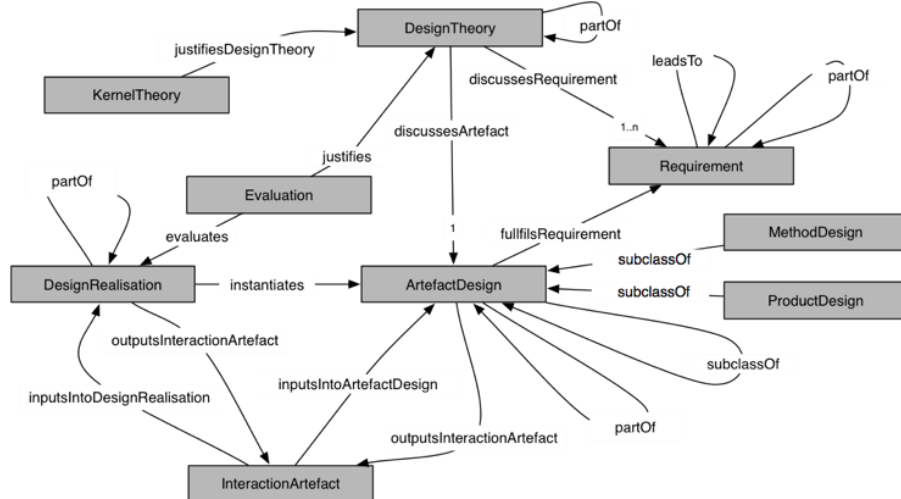 DesignTheory
partOf
justifiesDesignTheory
leadsTo
partOf
discussesRequirement
KernelTheory
1..n
discussesArtefact
justifies
Requirement
partOf
Evaluation
evaluates
1
fullfilsRequirement
MethodDesign
subclassOf
DesignRealisation
instantiates
ArtefactDesign
subclassOf
ProductDesign
outputsInteractionArtefact
subclassOf
inputsIntoArtefactDesign
inputsIntoDesignRealisation
partOf
outputsInteractionArtefact
InteractionArtefact